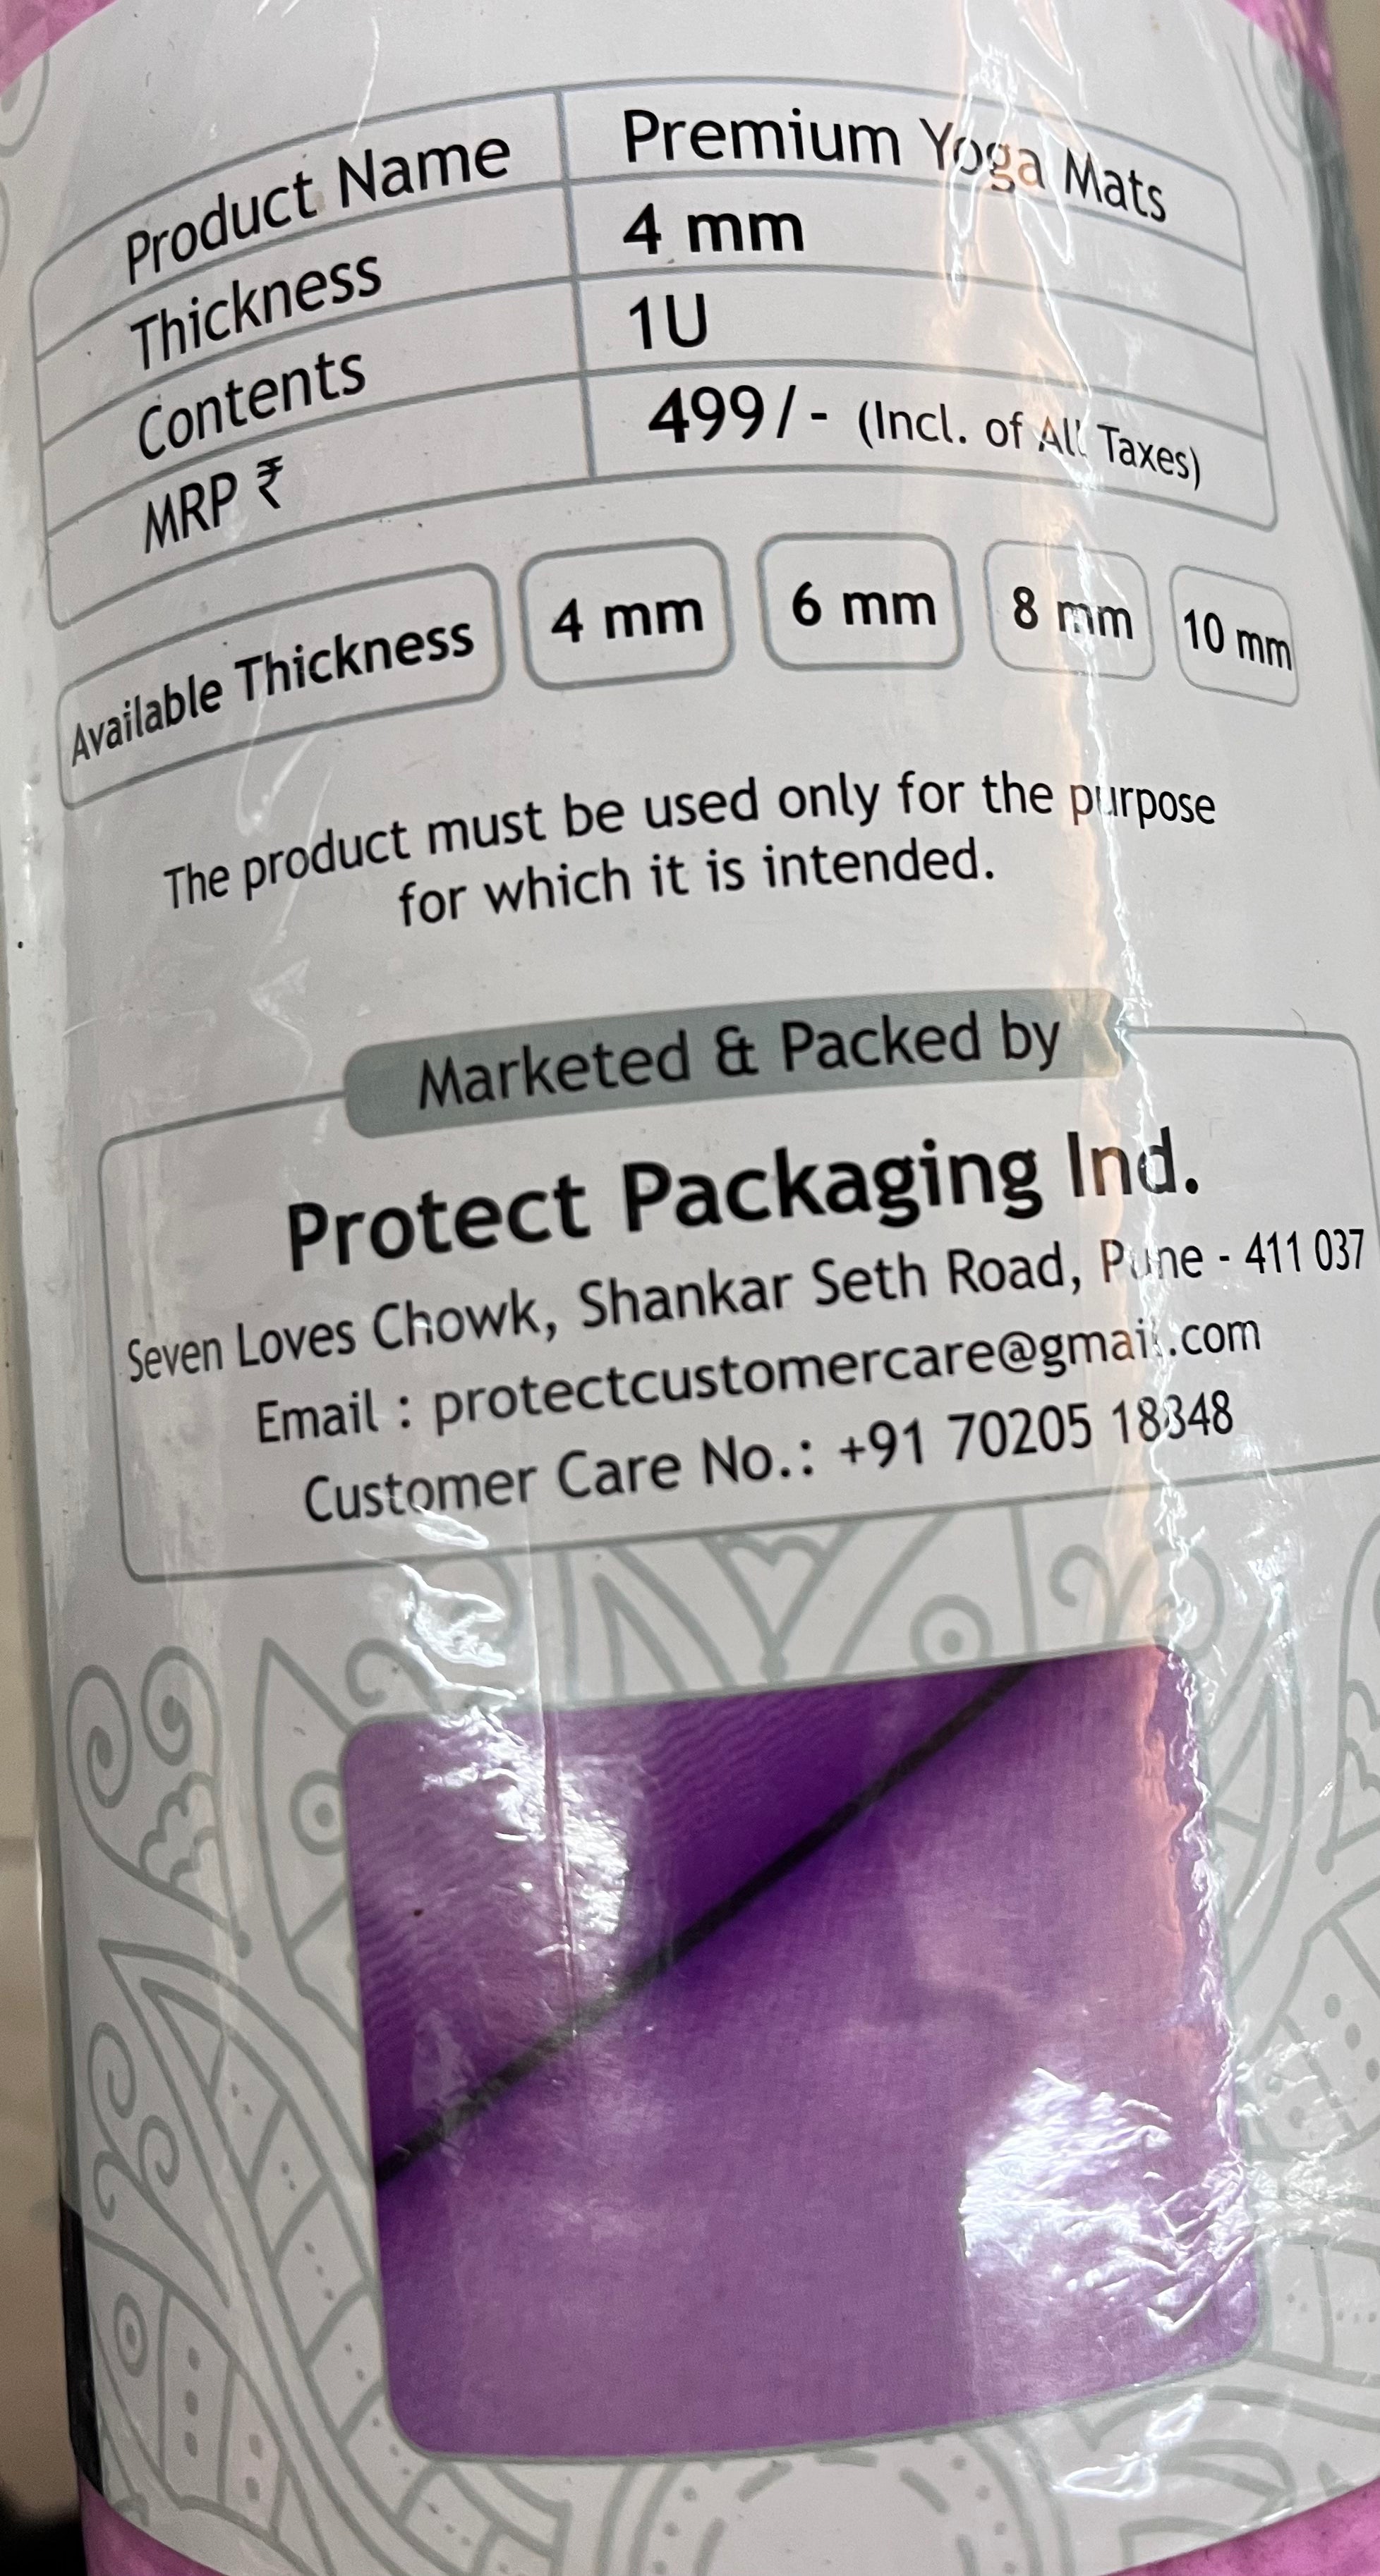 Product Name Premium Yoga Mats
Thickness 4 mm
Contents 1U
MRP ₹ 499/- (Incl. of All Taxes)
Available Thickness 4 mm 6 mm 8 mm 10 mm
The product must be used only for the purpose
for which it is intended.
Marketed & Packed by
Protect Packaging Ind.
Seven Loves Chowk, Shankar Seth Road, Pune - 411 037
Email : protectcustomercare@gmail.com
Customer Care No.: +91 70205